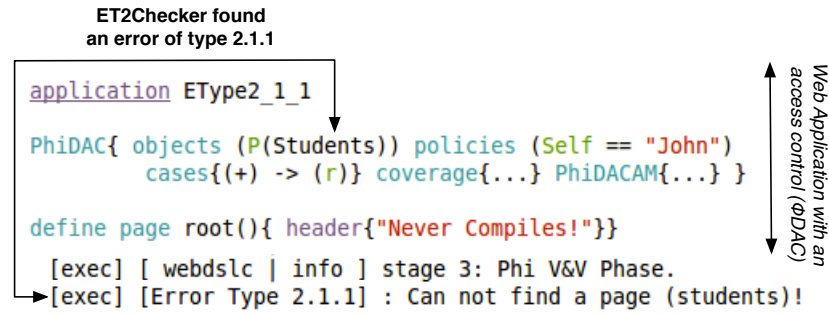 ET2Checker found
an error of type 2.1.1
application EType2_1_1
PhiDAC{ objects (P(Students)) policies (Self == "John")
cases{(+) -> (r)} coverage{...} PhiDACAM{...} }
define page root(){ header{"Never Compiles!"}}
[exec] [ webdslc | info ] stage 3: Phi V&V Phase.
[exec] [Error Type 2.1.1] : Can not find a page (students)!
Web Application with an
access control (ΦDAC)